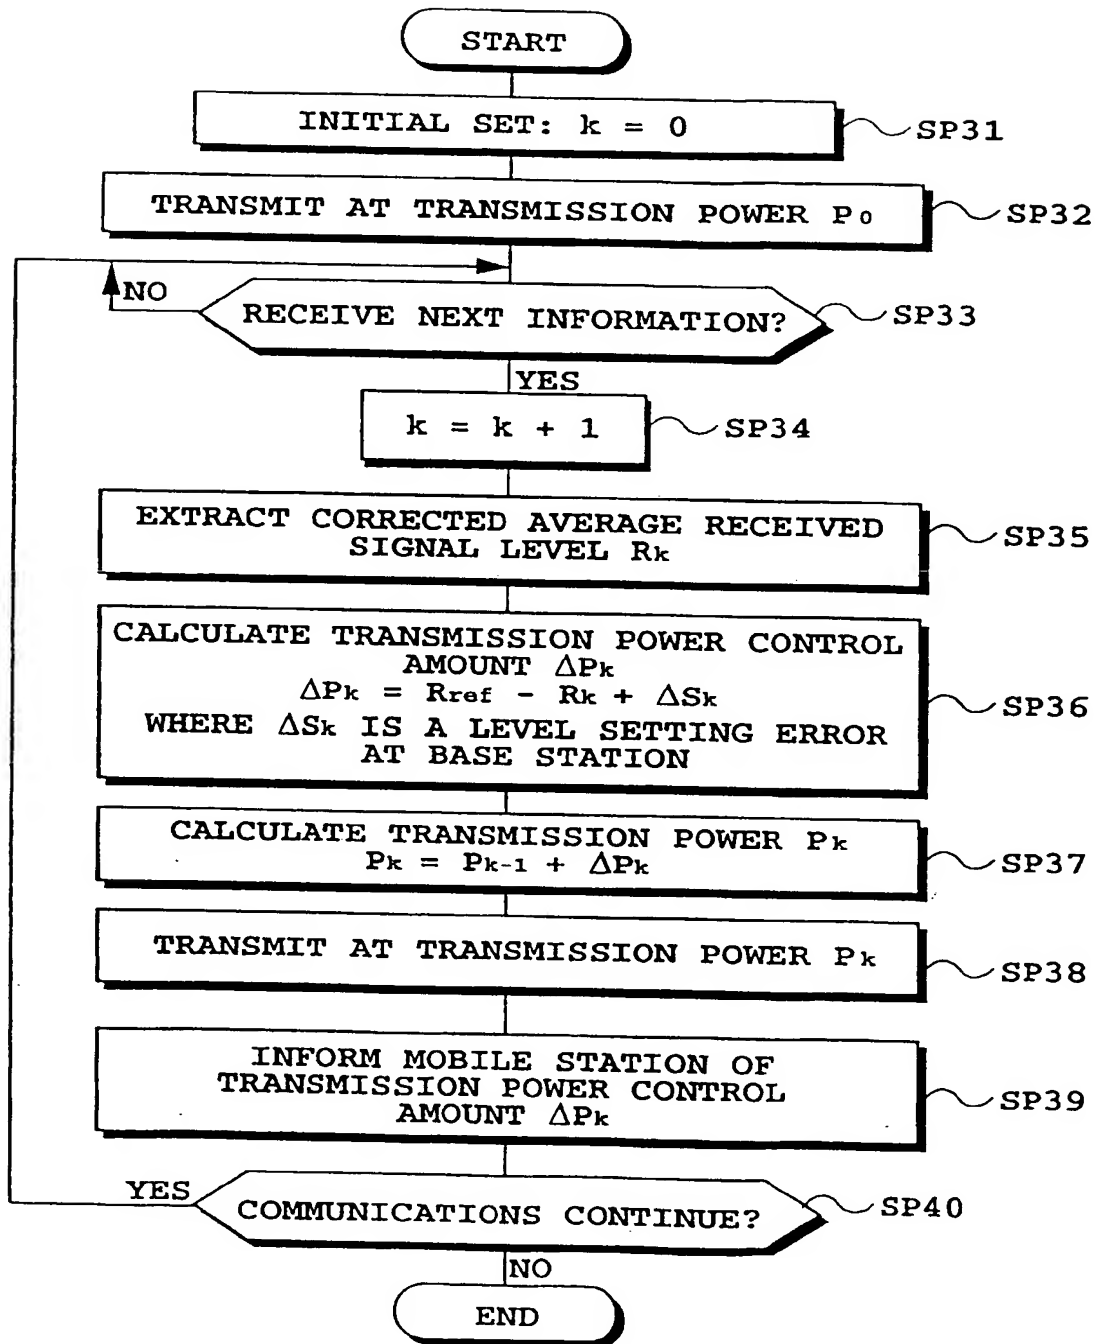 START
INITIAL SET: k = 0
SP31
TRANSMIT AT TRANSMISSION POWER P0
SP32
NO
RECEIVE NEXT INFORMATION?
SP33
YES
k = k + 1
SP34
EXTRACT CORRECTED AVERAGE RECEIVED
SIGNAL LEVEL Rk
SP35
CALCULATE TRANSMISSION POWER CONTROL
AMOUNT ΔPk
ΔPk = Rref - Rk + ΔSk
WHERE ΔSk IS A LEVEL SETTING ERROR
AT BASE STATION
SP36
CALCULATE TRANSMISSION POWER Pk
Pk = Pk-1 + ΔPk
SP37
TRANSMIT AT TRANSMISSION POWER Pk
SP38
INFORM MOBILE STATION OF
TRANSMISSION POWER CONTROL
AMOUNT ΔPk
SP39
YES
COMMUNICATIONS CONTINUE?
SP40
NO
END